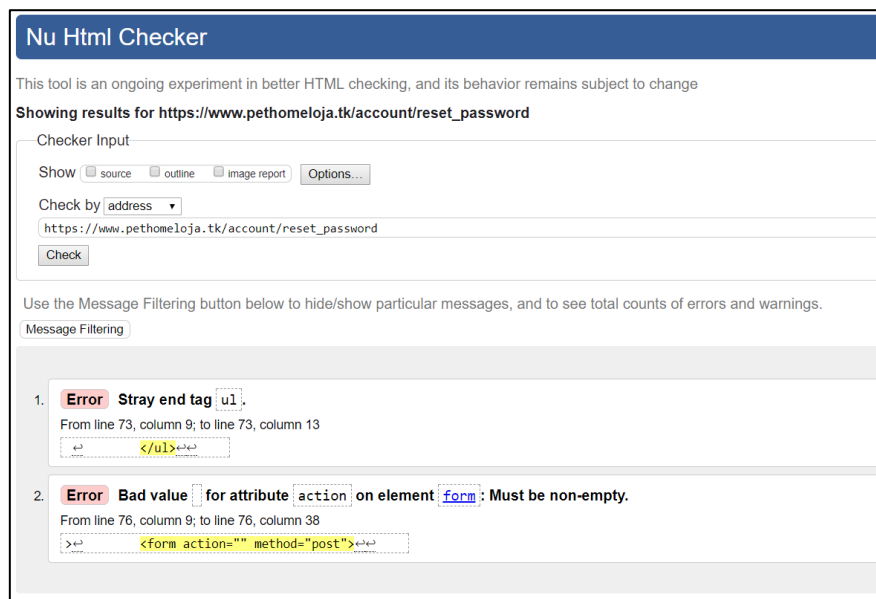 Nu Html Checker
This tool is an ongoing experiment in better HTML checking, and its behavior remains subject to change
Showing results for https://www.pethomeloja.tk/account/reset_password
Checker Input
Show source outline image report Options...
Check by address
https://www.pethomeloja.tk/account/reset_password
Check
Use the Message Filtering button below to hide/show particular messages, and to see total counts of errors and warnings.
Message Filtering
1. Error Stray end tag ul.
From line 73, column 9; to line 73, column 13
↩ </ul>↩↩
2. Error Bad value for attribute action on element form: Must be non-empty.
From line 76, column 9; to line 76, column 38
>↩ <form action="" method="post">↩↩